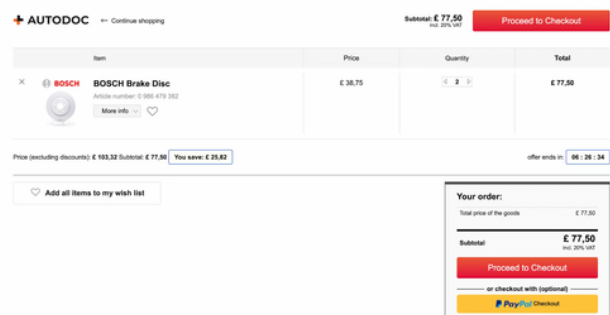 AUTODOC
← Continue shopping
Subtotal: £ 77,50
incl. 20% VAT
Proceed to Checkout
Item Price Quantity Total
× BOSCH BOSCH Brake Disc £ 38,75 2 £ 77,50
Article number: 0 986 479 382
More info
Price (excluding discounts): £ 103,32 Subtotal: £ 77,50 You save: £ 25,82 offer ends in: 06 : 26 : 34
Add all items to my wish list
Your order:
Total price of the goods £ 77,50
Subtotal £ 77,50
incl. 20% VAT
Proceed to Checkout
or checkout with (optional)
PayPal Checkout